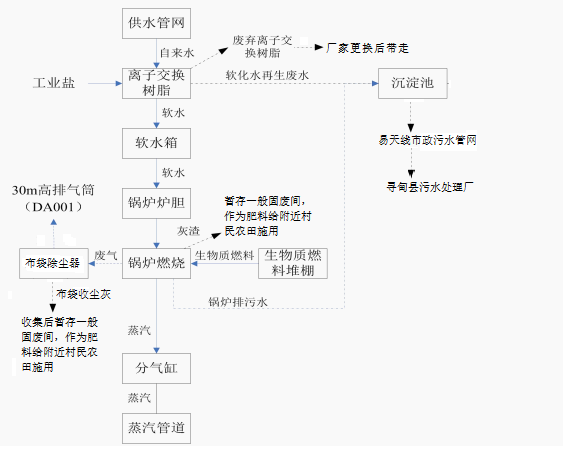 供水管网
自来水
废弃离子交
换树脂
厂家更换后带走
工业盐
离子交换
树脂
软化水再生废水
沉淀池
软水
易天线市政污水管网
软水箱
软水
寻甸县污水处理厂
30m高排气筒
（DA001）
锅炉炉胆
暂存一般固废间，
作为肥料给附近村
民农田施用
灰渣
布袋除尘器
废气
锅炉燃烧
生物质燃料
生物质燃
料堆棚
布袋收尘灰
锅炉排污水
收集后暂存一般
固废间，作为肥
料给附近村民农
田施用
蒸汽
分气缸
蒸汽
蒸汽管道